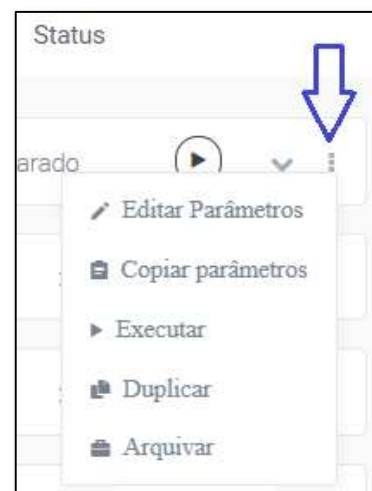 Status
arado
Editar Parâmetros
Copiar parâmetros
Executar
Duplicar
Arquivar